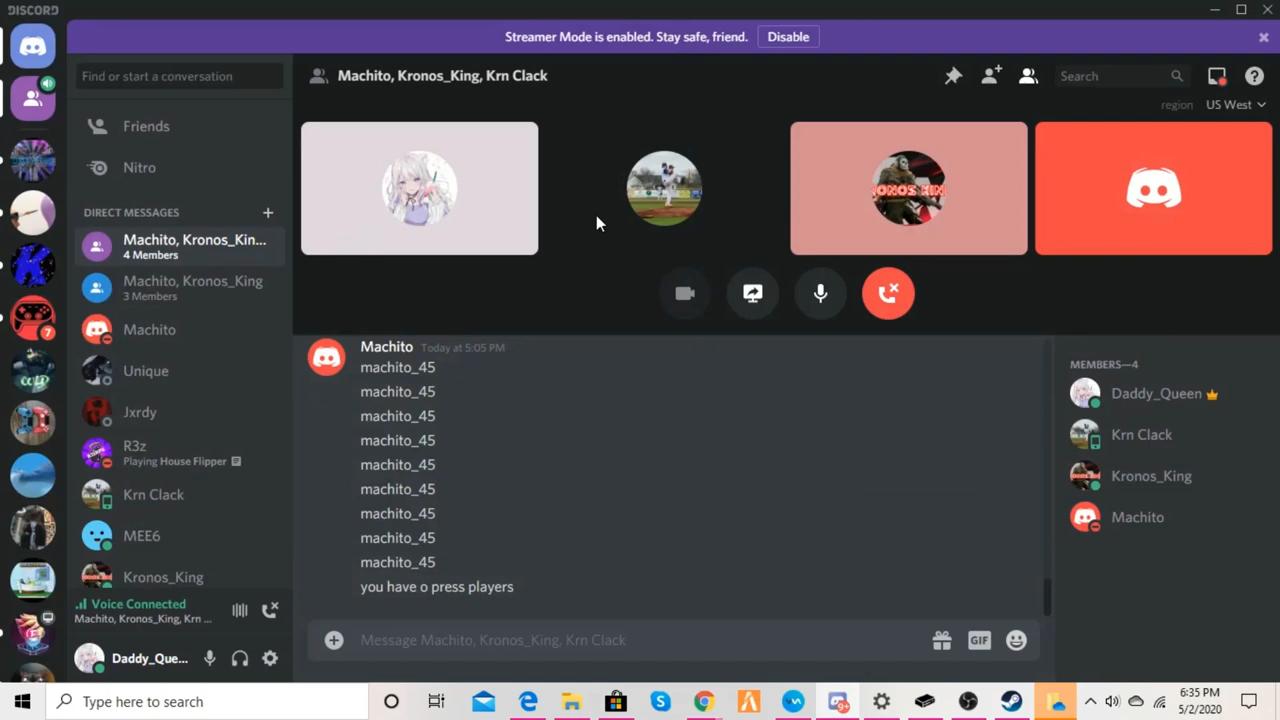 DISCORD
Streamer Mode is enabled. Stay safe, friend.
Disable
Find or start a conversation
Machito, Kronos_King, Krn Clack
Search
region
US West
Friends
Nitro
DIRECT MESSAGES
Machito, Kronos_Kin...
4 Members
Machito, Kronos_King
3 Members
Machito
Unique
Jxrdy
R3z
Playing House Flipper
Krn Clack
MEE6
Kronos_King
7
Voice Connected
Machito, Kronos_King, Krn ...
Daddy_Que...
Machito Today at 5:05 PM
machito_45
machito_45
machito_45
machito_45
machito_45
machito_45
machito_45
machito_45
machito_45
you have o press players
Message Machito, Kronos_King, Krn Clack
GIF
MEMBERS—4
Daddy_Queen
Krn Clack
Kronos_King
Machito
Type here to search
9+
6:35 PM
5/2/2020